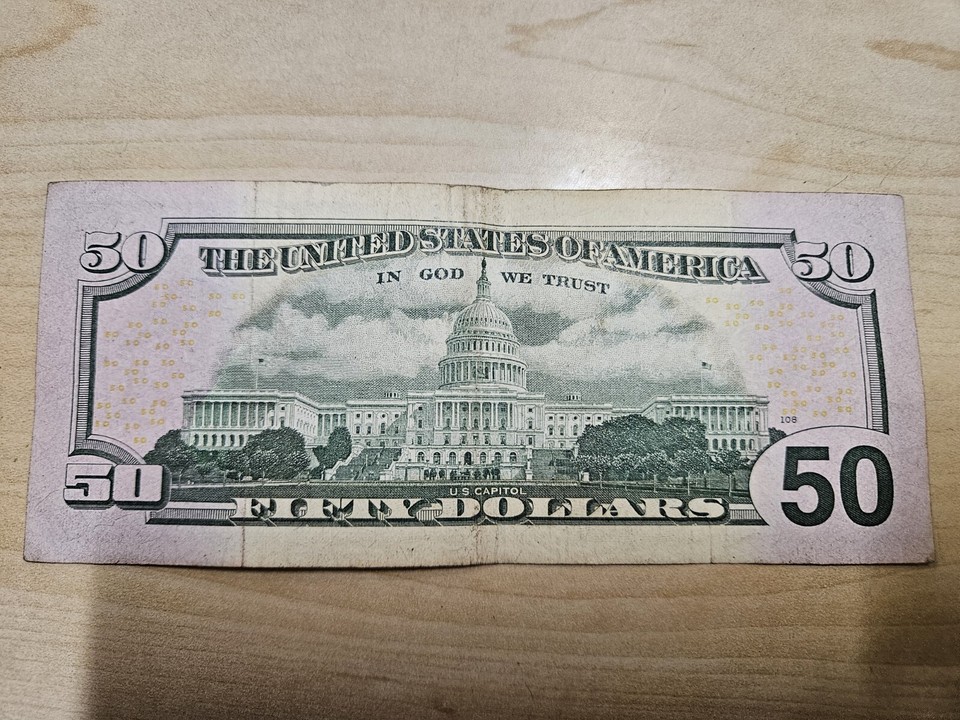 50 THE UNITED STATES OF AMERICA 50
IN GOD WE TRUST
108
U.S. CAPITOL
50 FIFTY DOLLARS 50